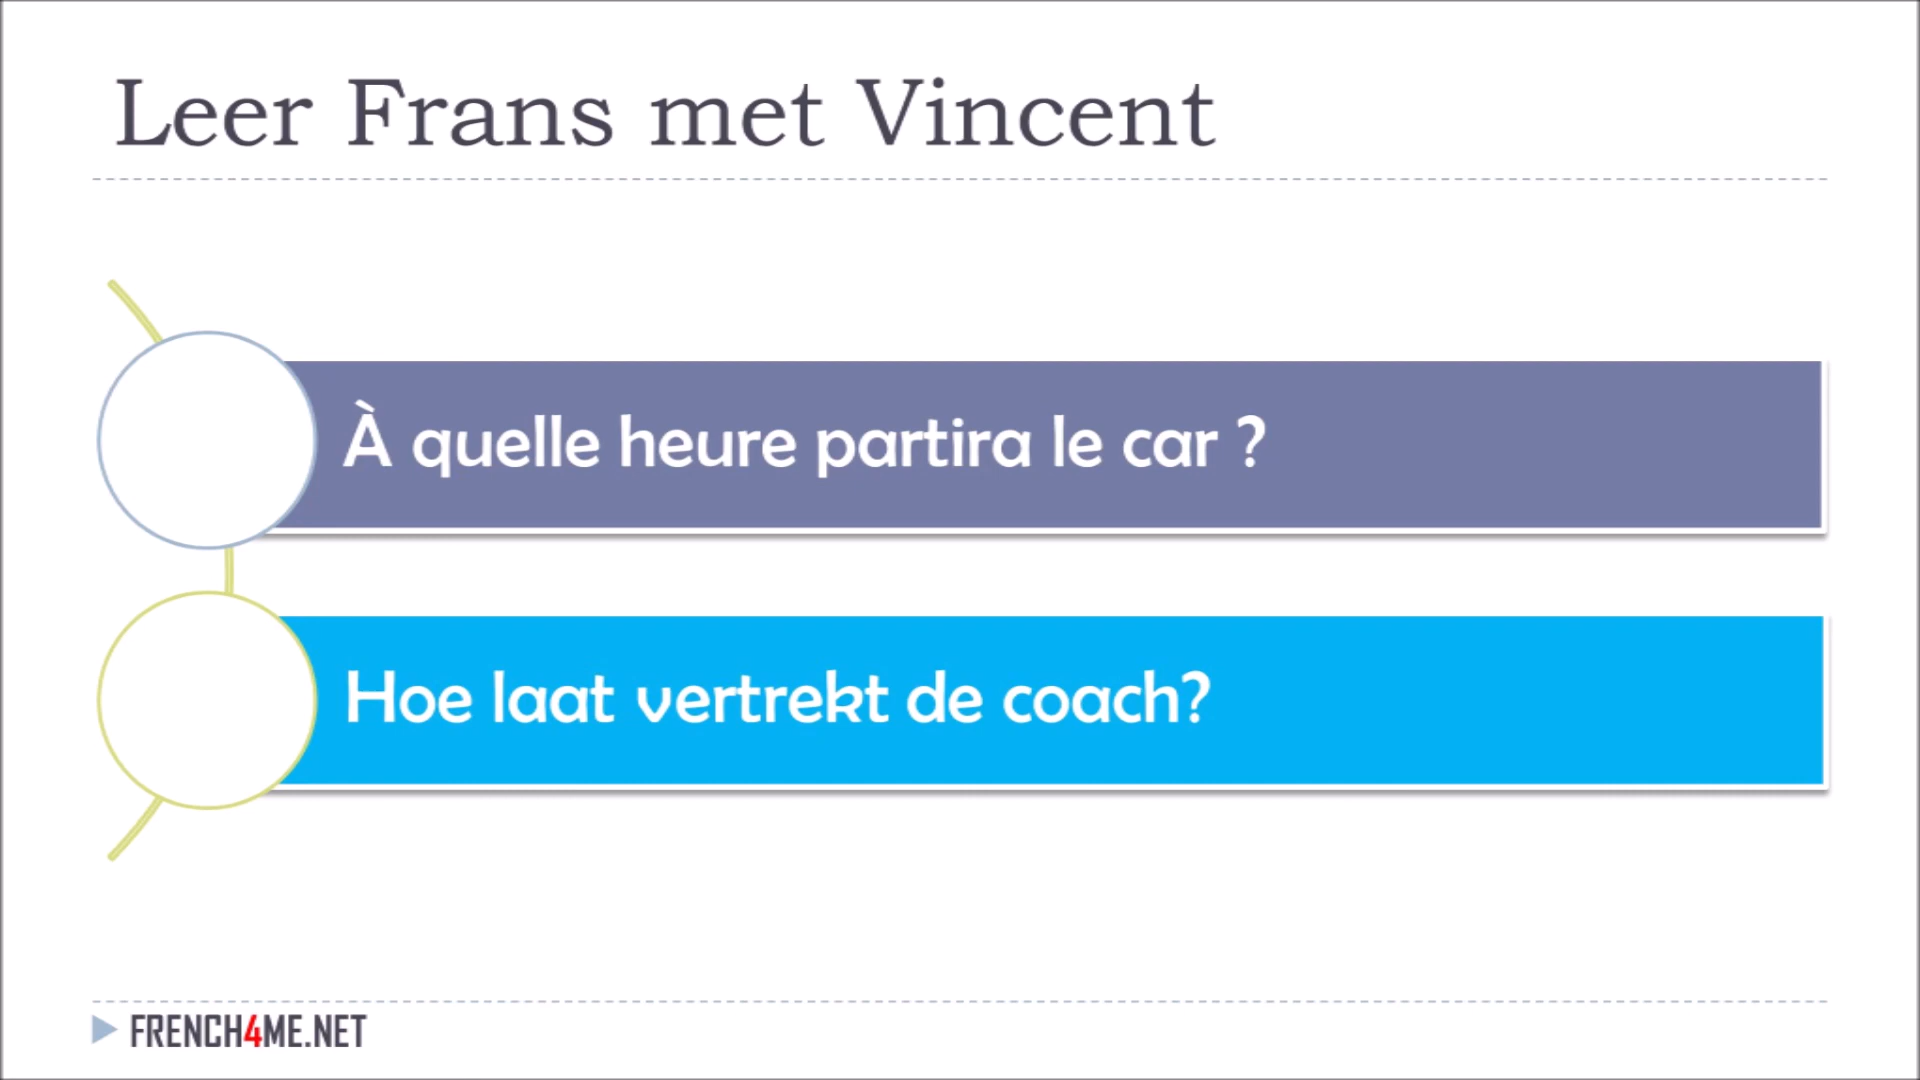 Leer Frans met Vincent
À quelle heure partira le car ?
Hoe laat vertrekt de coach?
FRENCH4ME.NET